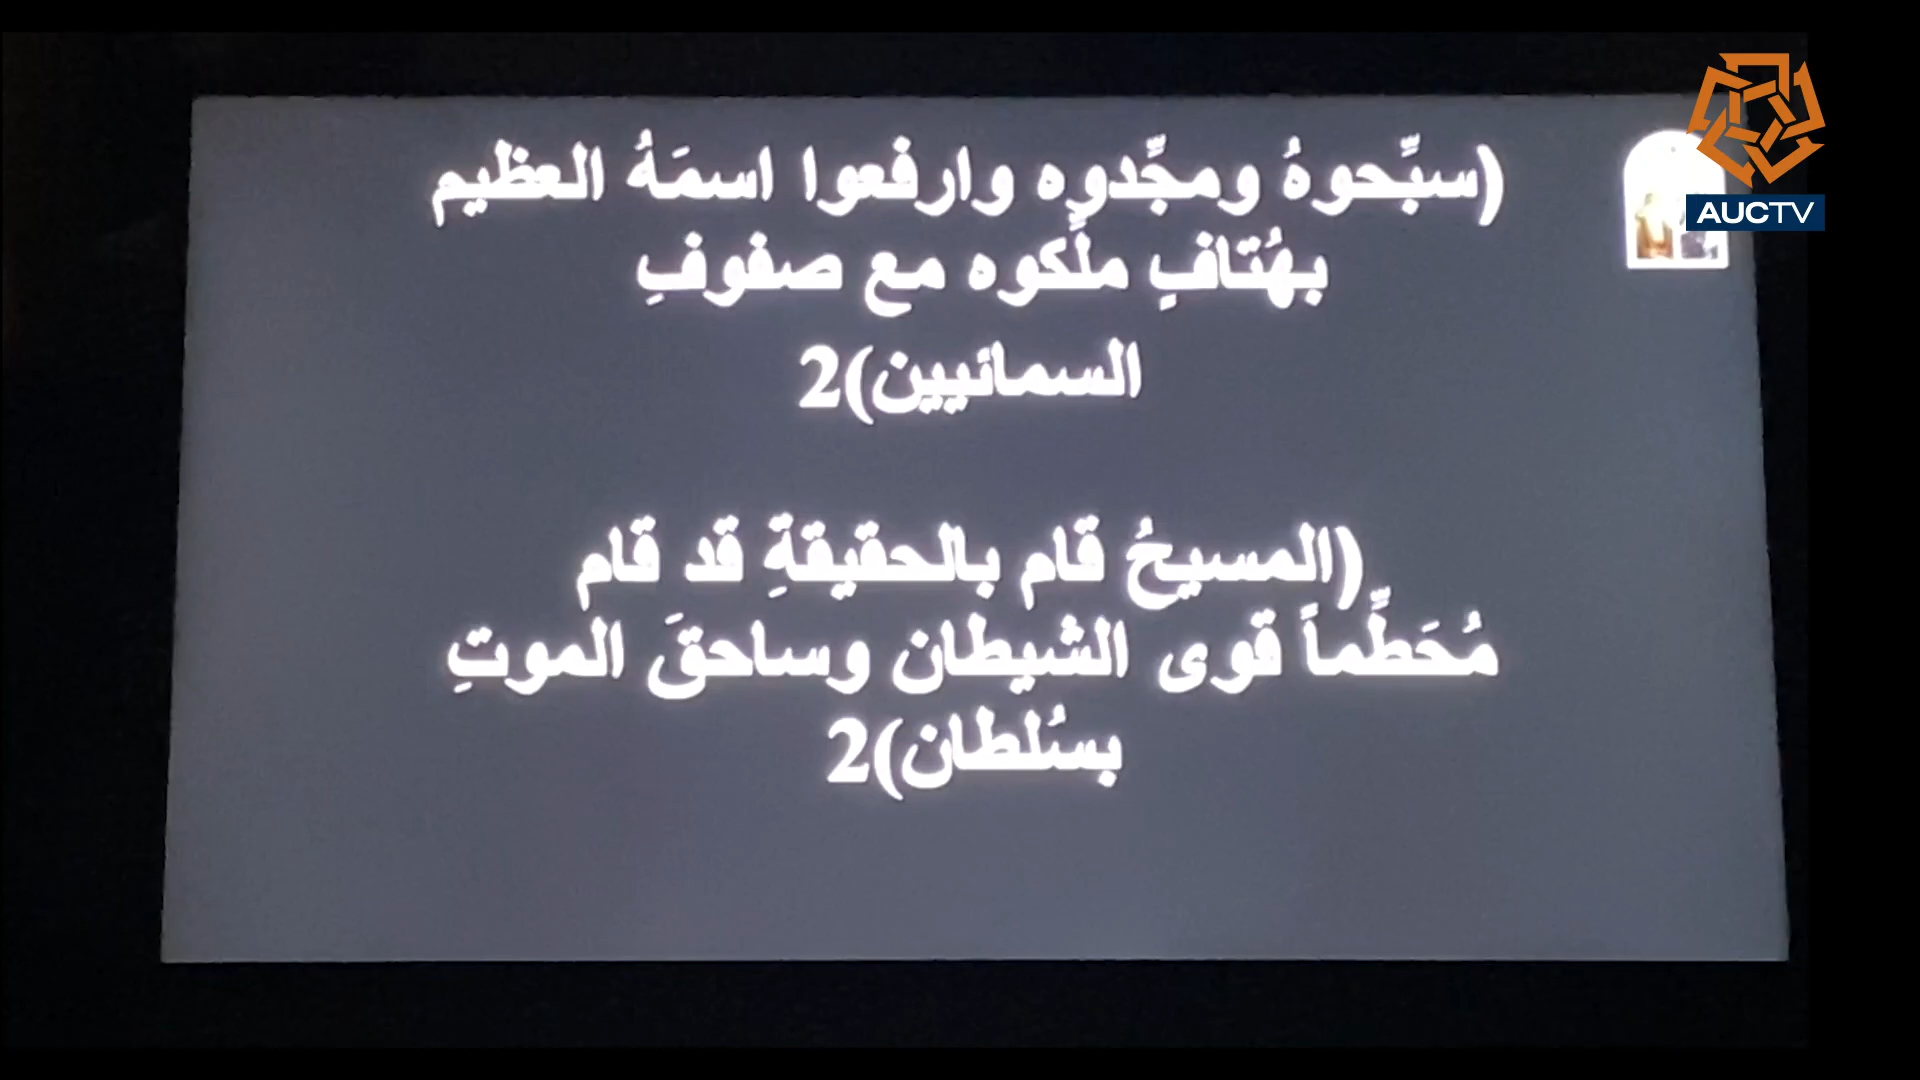 (سبِّحوهُ ومجِّدوه وارفعوا اسمَهُ العظيم
بهُتافٍ ملِّكوه مع صفوفِ
السمائيين)2
(المسيحُ قام بالحقيقةِ قد قام
مُحَطِّماً قوى الشيطان وساحقَ الموتِ
بسُلطان)2
AUCTV